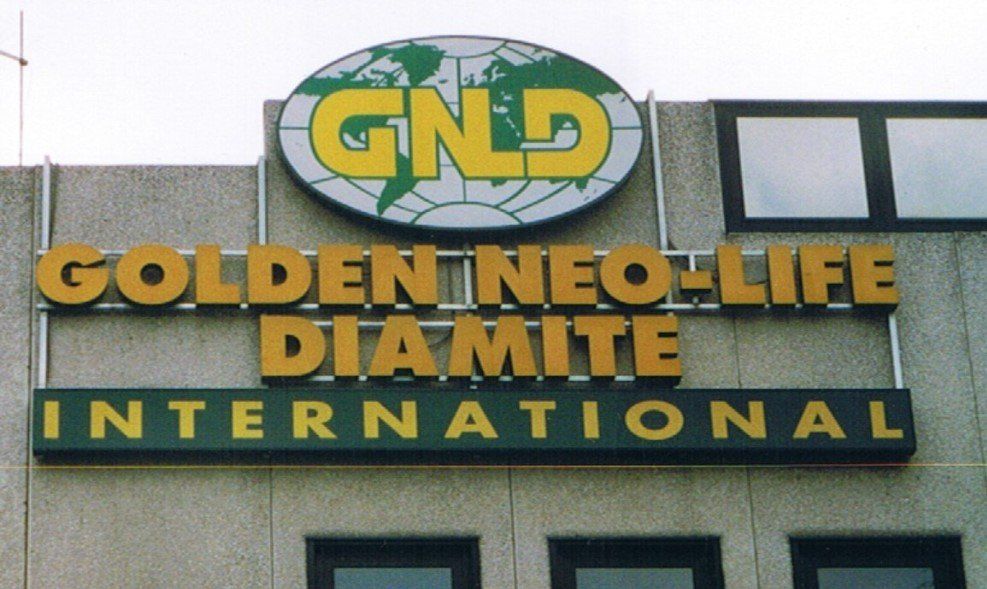 GNLD
GOLDEN NEO-LIFE
DIAMITE
INTERNATIONAL